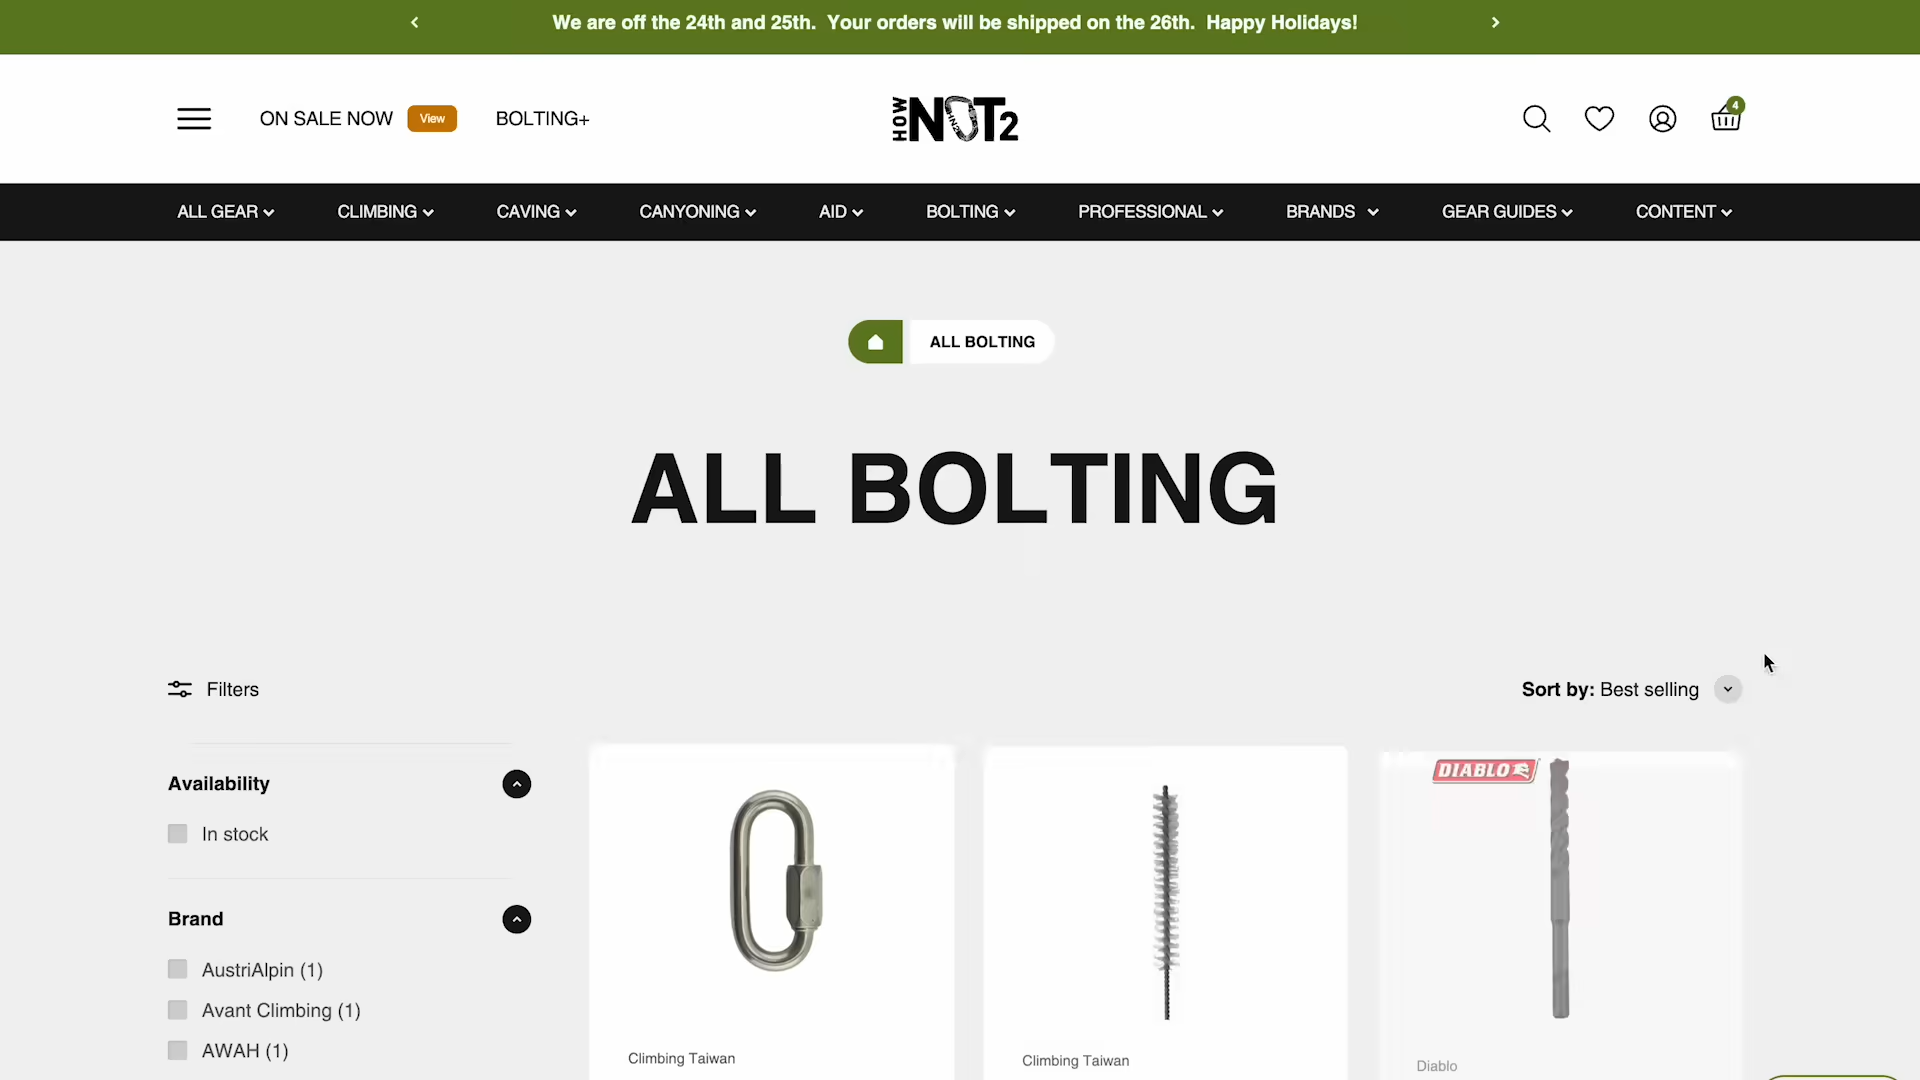 We are off the 24th and 25th. Your orders will be shipped on the 26th. Happy Holidays!
ON SALE NOW View BOLTING+
HOW NOT2
4
ALL GEAR CLIMBING CAVING CANYONING AID BOLTING PROFESSIONAL BRANDS GEAR GUIDES CONTENT
ALL BOLTING
ALL BOLTING
Filters
Sort by: Best selling
Availability
In stock
Brand
AustriAlpin (1)
Avant Climbing (1)
AWAH (1)
DIABLO
Climbing Taiwan
Climbing Taiwan
Diablo